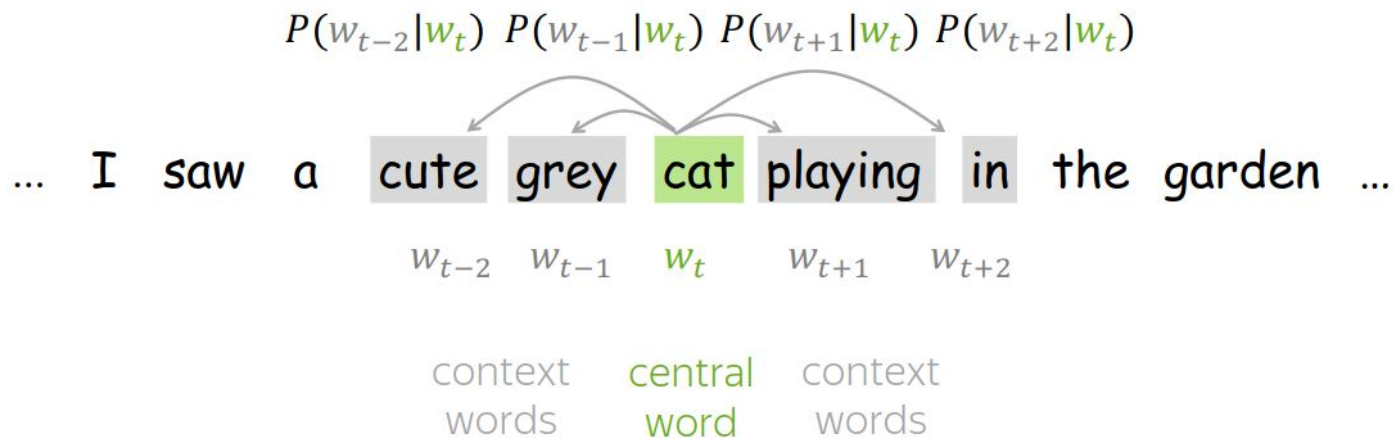 P(w_{t-2}|w_t) P(w_{t-1}|w_t) P(w_{t+1}|w_t) P(w_{t+2}|w_t)
... I saw a cute grey cat playing in the garden ...
w_{t-2} w_{t-1} w_t w_{t+1} w_{t+2}
context central context
words word words